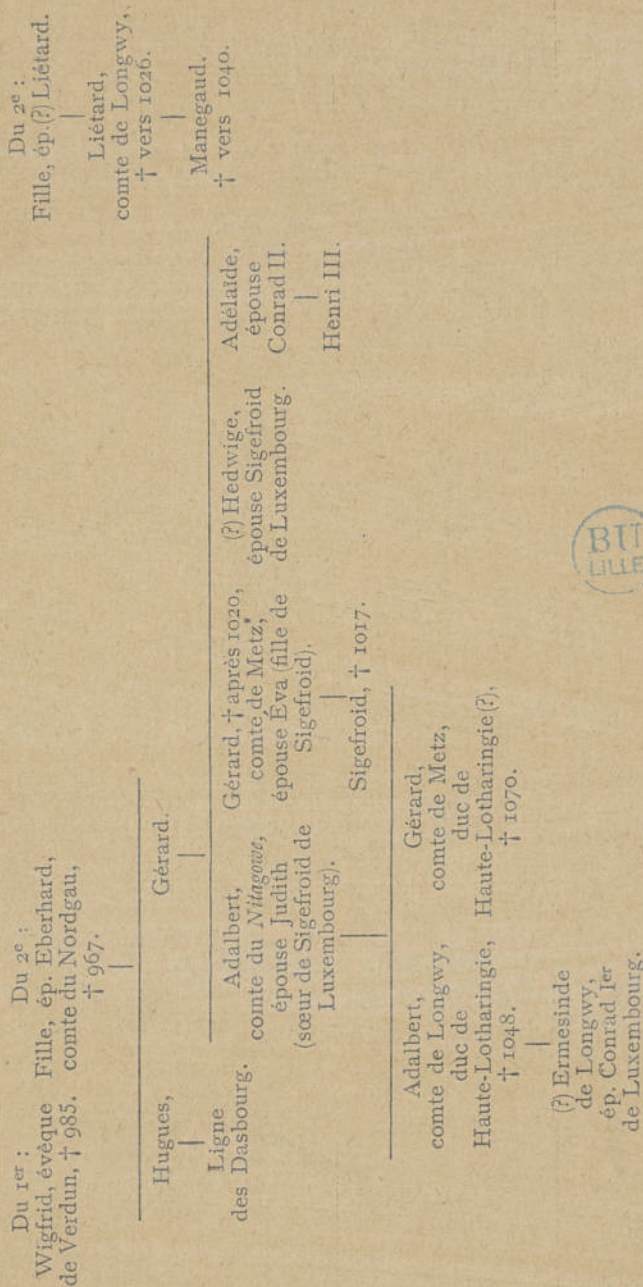 Du 1er :
Wigfrid, évêque
de Verdun, † 985.
Du 2e :
Fille, ép. Eberhard,
comte du Nordgau,
† 967.
Du 2e :
Fille, ép.(?) Liétard.
Liétard,
comte de Longwy,
† vers 1026.
Manegaud.
† vers 1040.
Hugues,
Ligne
des Dasbourg.
Gérard.
Adalbert,
comte du Nitagowe,
épouse Judith
(sœur de Sigefroid de
Luxembourg).
Gérard, † après 1020,
comte de Metz,
épouse Éva (fille de
Sigefroid).
Sigefroid, † 1017.
(?) Hedwige,
épouse Sigefroid
de Luxembourg.
Adélaïde,
épouse
Conrad II.
Henri III.
Adalbert,
comte de Longwy,
duc de
Haute-Lotharingie,
† 1048.
Gérard,
comte de Metz,
duc de
Haute-Lotharingie(?),
† 1070.
(?) Ermesinde
de Longwy,
ép. Conrad Ier
de Luxembourg.
LILLE